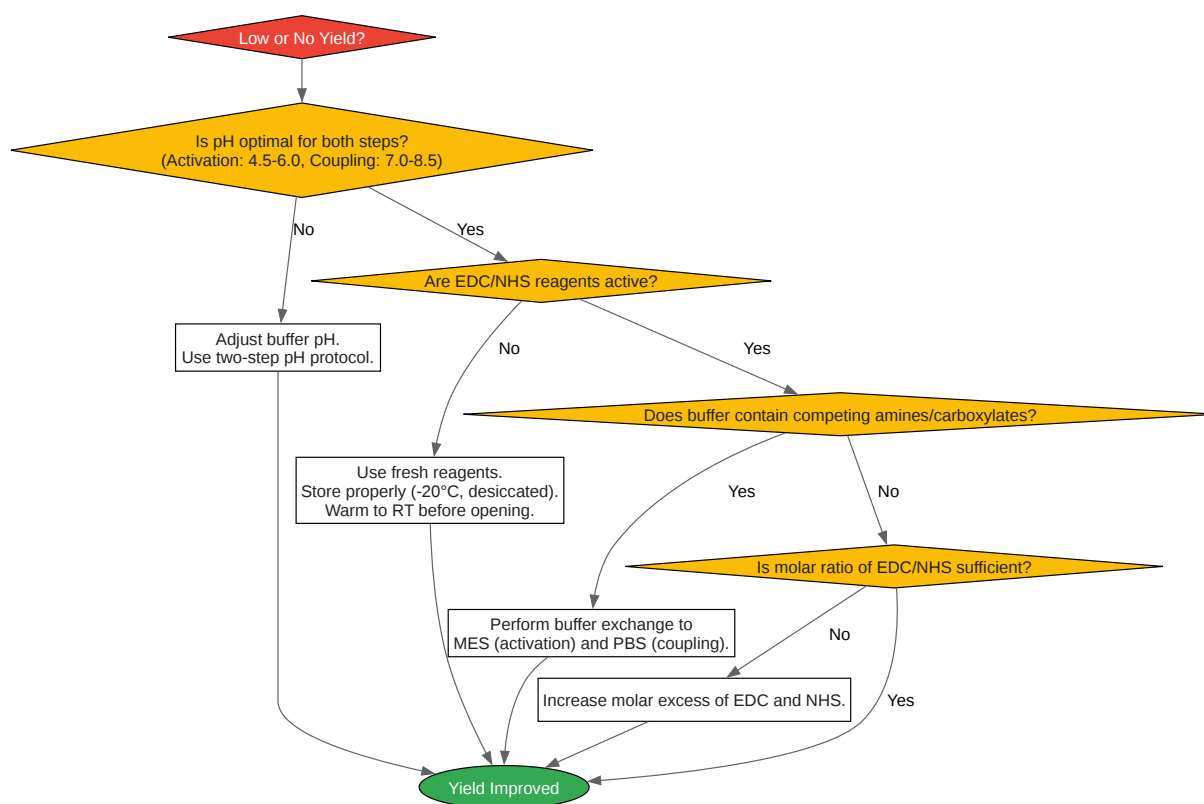 Low or No Yield?
Is pH optimal for both steps?
(Activation: 4.5-6.0, Coupling: 7.0-8.5)
No
Yes
Are EDC/NHS reagents active?
Adjust buffer pH.
Use two-step pH protocol.
No
Yes
Does buffer contain competing amines/carboxylates?
Use fresh reagents.
Store properly (-20°C, desiccated).
Warm to RT before opening.
Yes
No
Is molar ratio of EDC/NHS sufficient?
Perform buffer exchange to
MES (activation) and PBS (coupling).
No
Yes
Increase molar excess of EDC and NHS.
Yield Improved